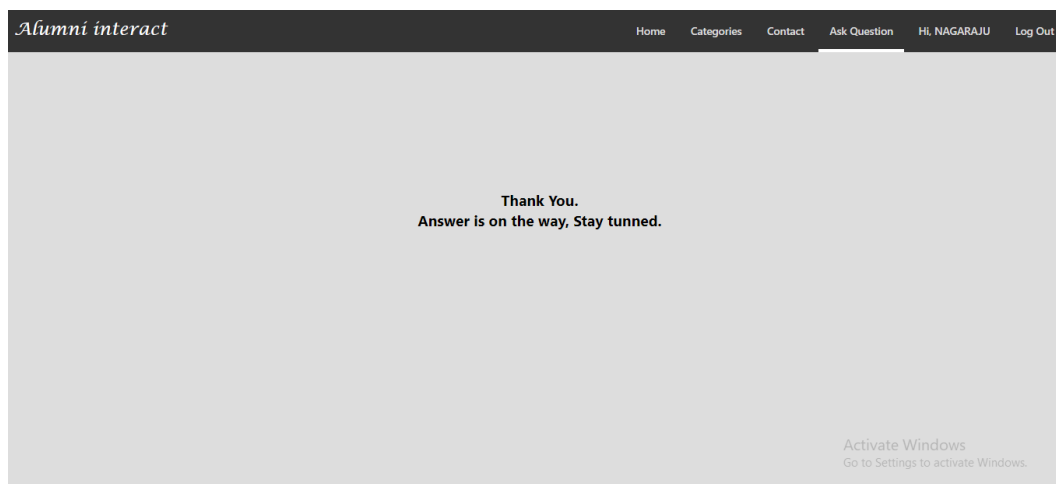 Alumni interact
Home Categories Contact Ask Question Hi, NAGARAJU Log Out
Thank You.
Answer is on the way, Stay tunned.
Activate Windows
Go to Settings to activate Windows.